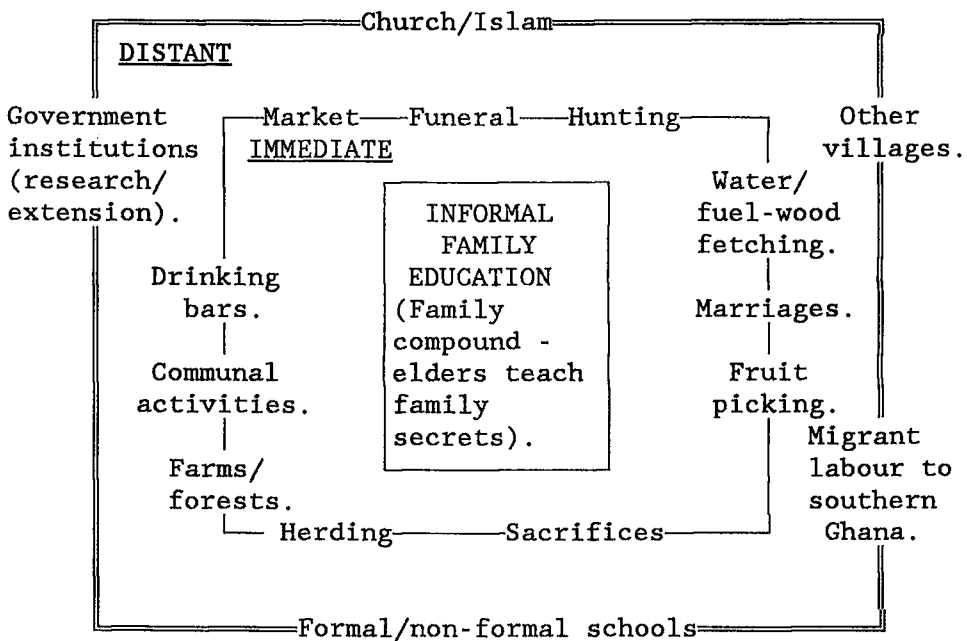 Church/Islam
DISTANT
Government
institutions
(research/
extension).
Market Funeral Hunting
IMMEDIATE
Other
villages.
Water/
fuel-wood
fetching.
INFORMAL
FAMILY
EDUCATION
(Family
compound -
elders teach
family
secrets).
Drinking
bars.
Marriages.
Communal
activities.
Fruit
picking.
Farms/
forests.
Migrant
labour to
southern
Ghana.
Herding Sacrifices
Formal/non-formal schools